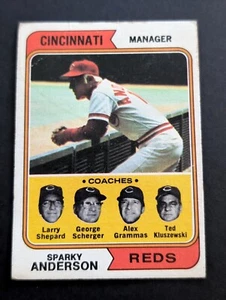 CINCINNATI MANAGER
• COACHES •
Larry Shepard George Scherger Alex Grammas Ted Kluszewski
SPARKY
ANDERSON REDS